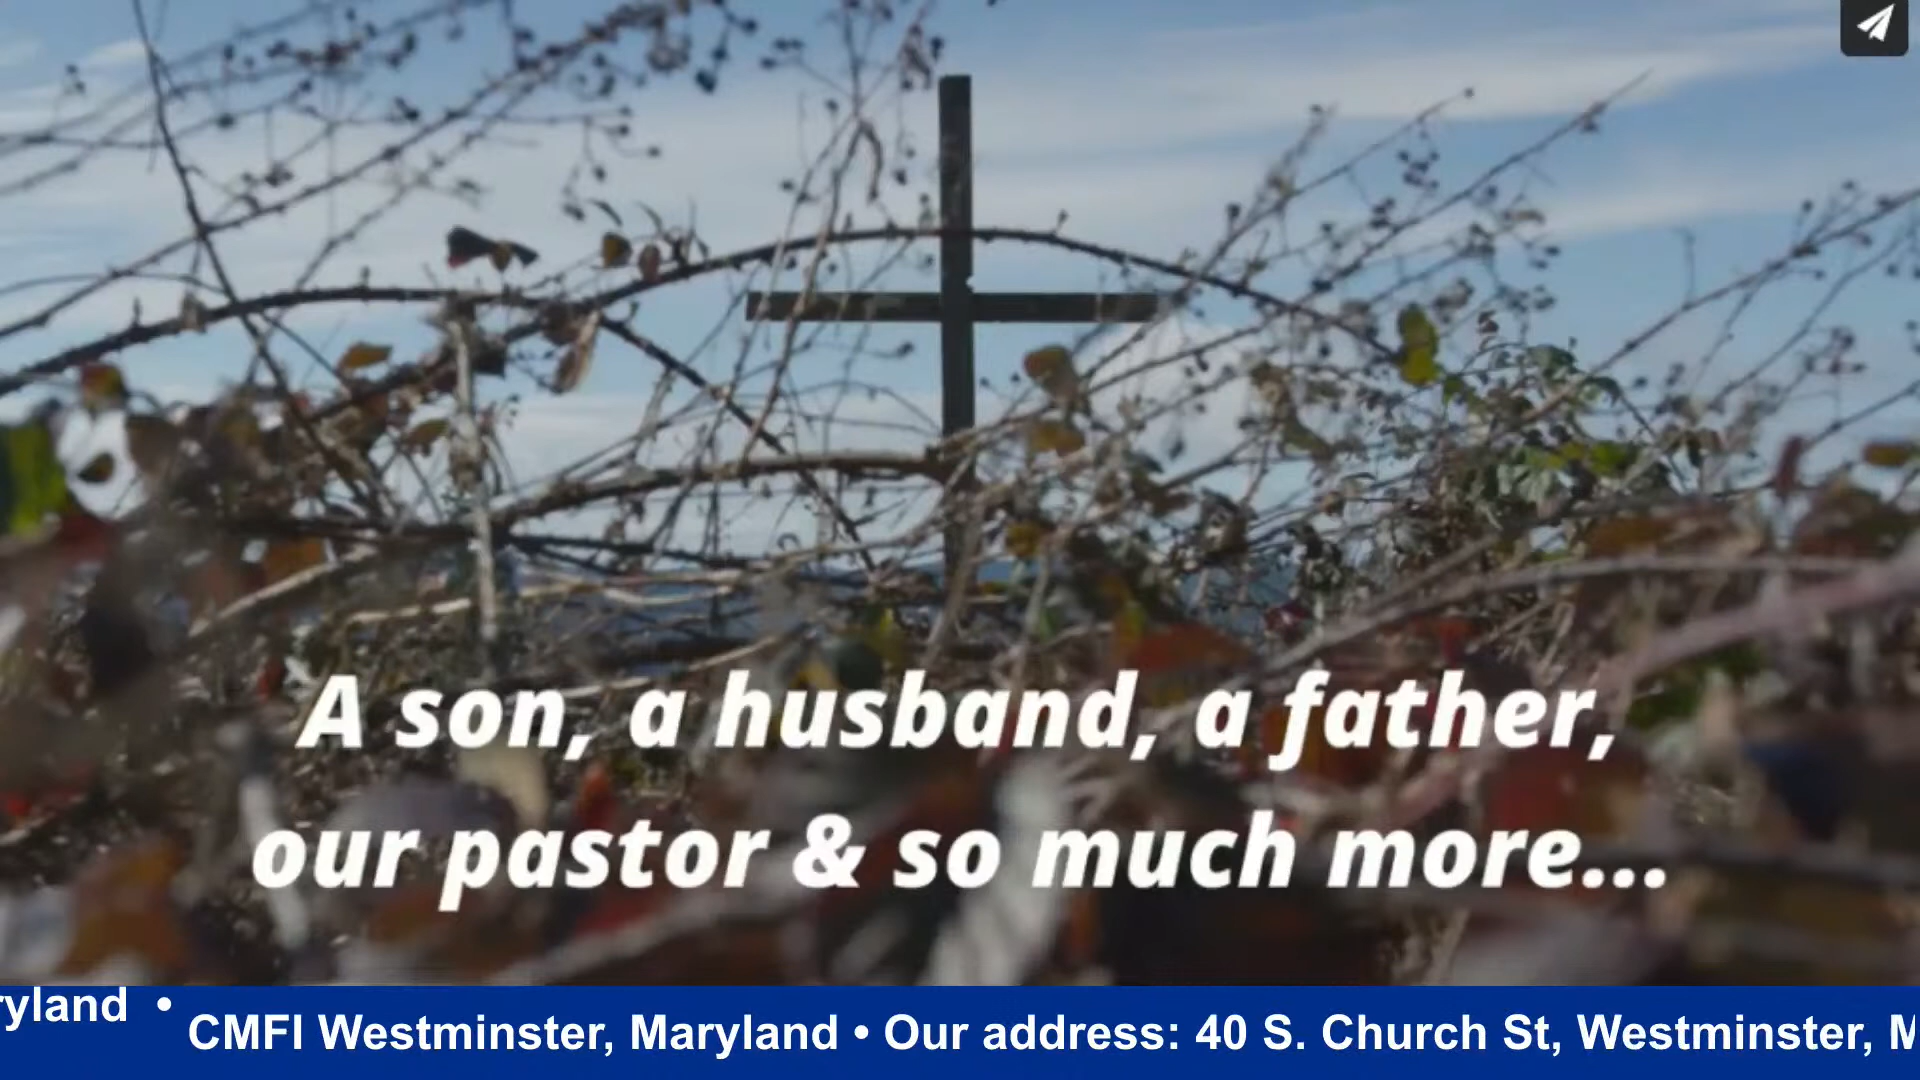 A son, a husband, a father,
our pastor & so much more...
ryland •
CMFI Westminster, Maryland • Our address: 40 S. Church St, Westminster, M